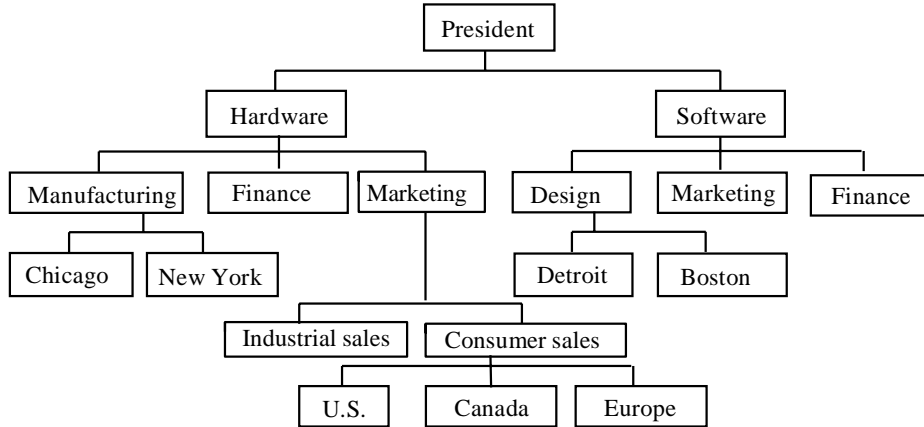 President
Hardware
Software
Manufacturing
Finance
Marketing
Design
Marketing
Finance
Chicago
New York
Detroit
Boston
Industrial sales
Consumer sales
U.S.
Canada
Europe